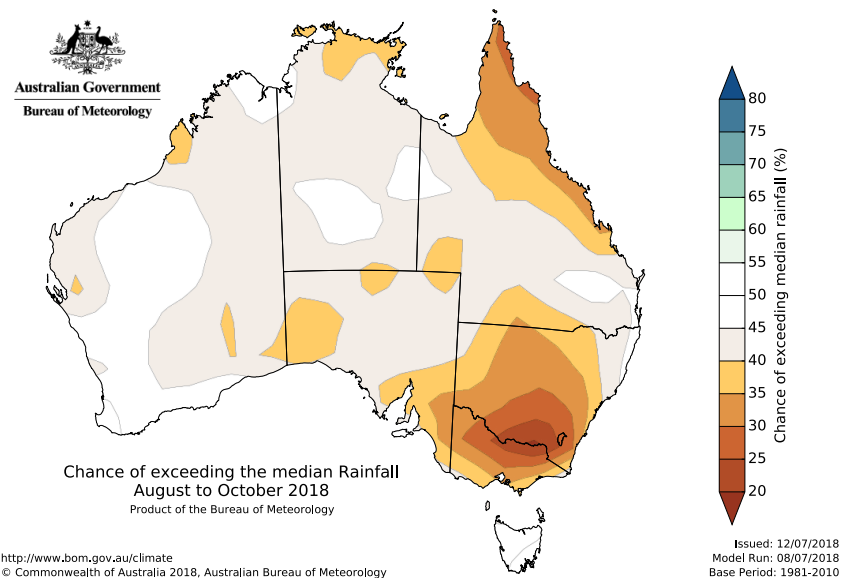 Australian Government
Bureau of Meteorology
80
75
70
65
60
55
50
45
40
35
30
25
20
Chance of exceeding median rainfall (%)
Chance of exceeding the median Rainfall
August to October 2018
Product of the Bureau of Meteorology
http://www.bom.gov.au/climate
© Commonwealth of Australia 2018, Australian Bureau of Meteorology
Issued: 12/07/2018
Model Run: 08/07/2018
Base Period: 1981-2010